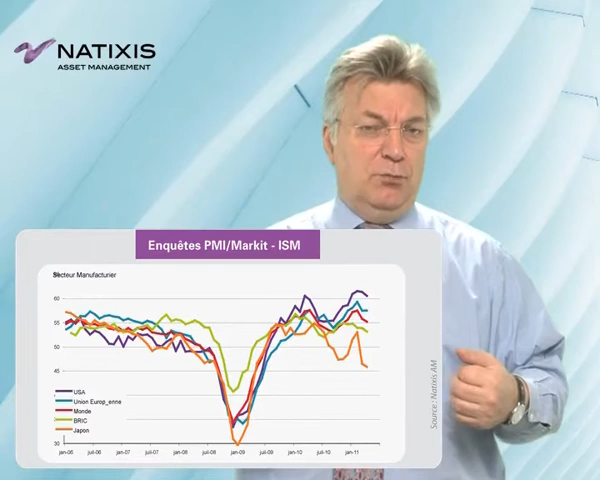 NATIXIS
ASSET MANAGEMENT
Enquêtes PMI/Markit - ISM
Secteur Manufacturier
60
55
50
45
30
USA
Union Europ_enne
Monde
BRIC
Japon
jan-06 juil-06 jan-07 juil-07 jan-08 juil-08 jan-09 juil-09 jan-10 juil-10 jan-11
Source : Natixis AM